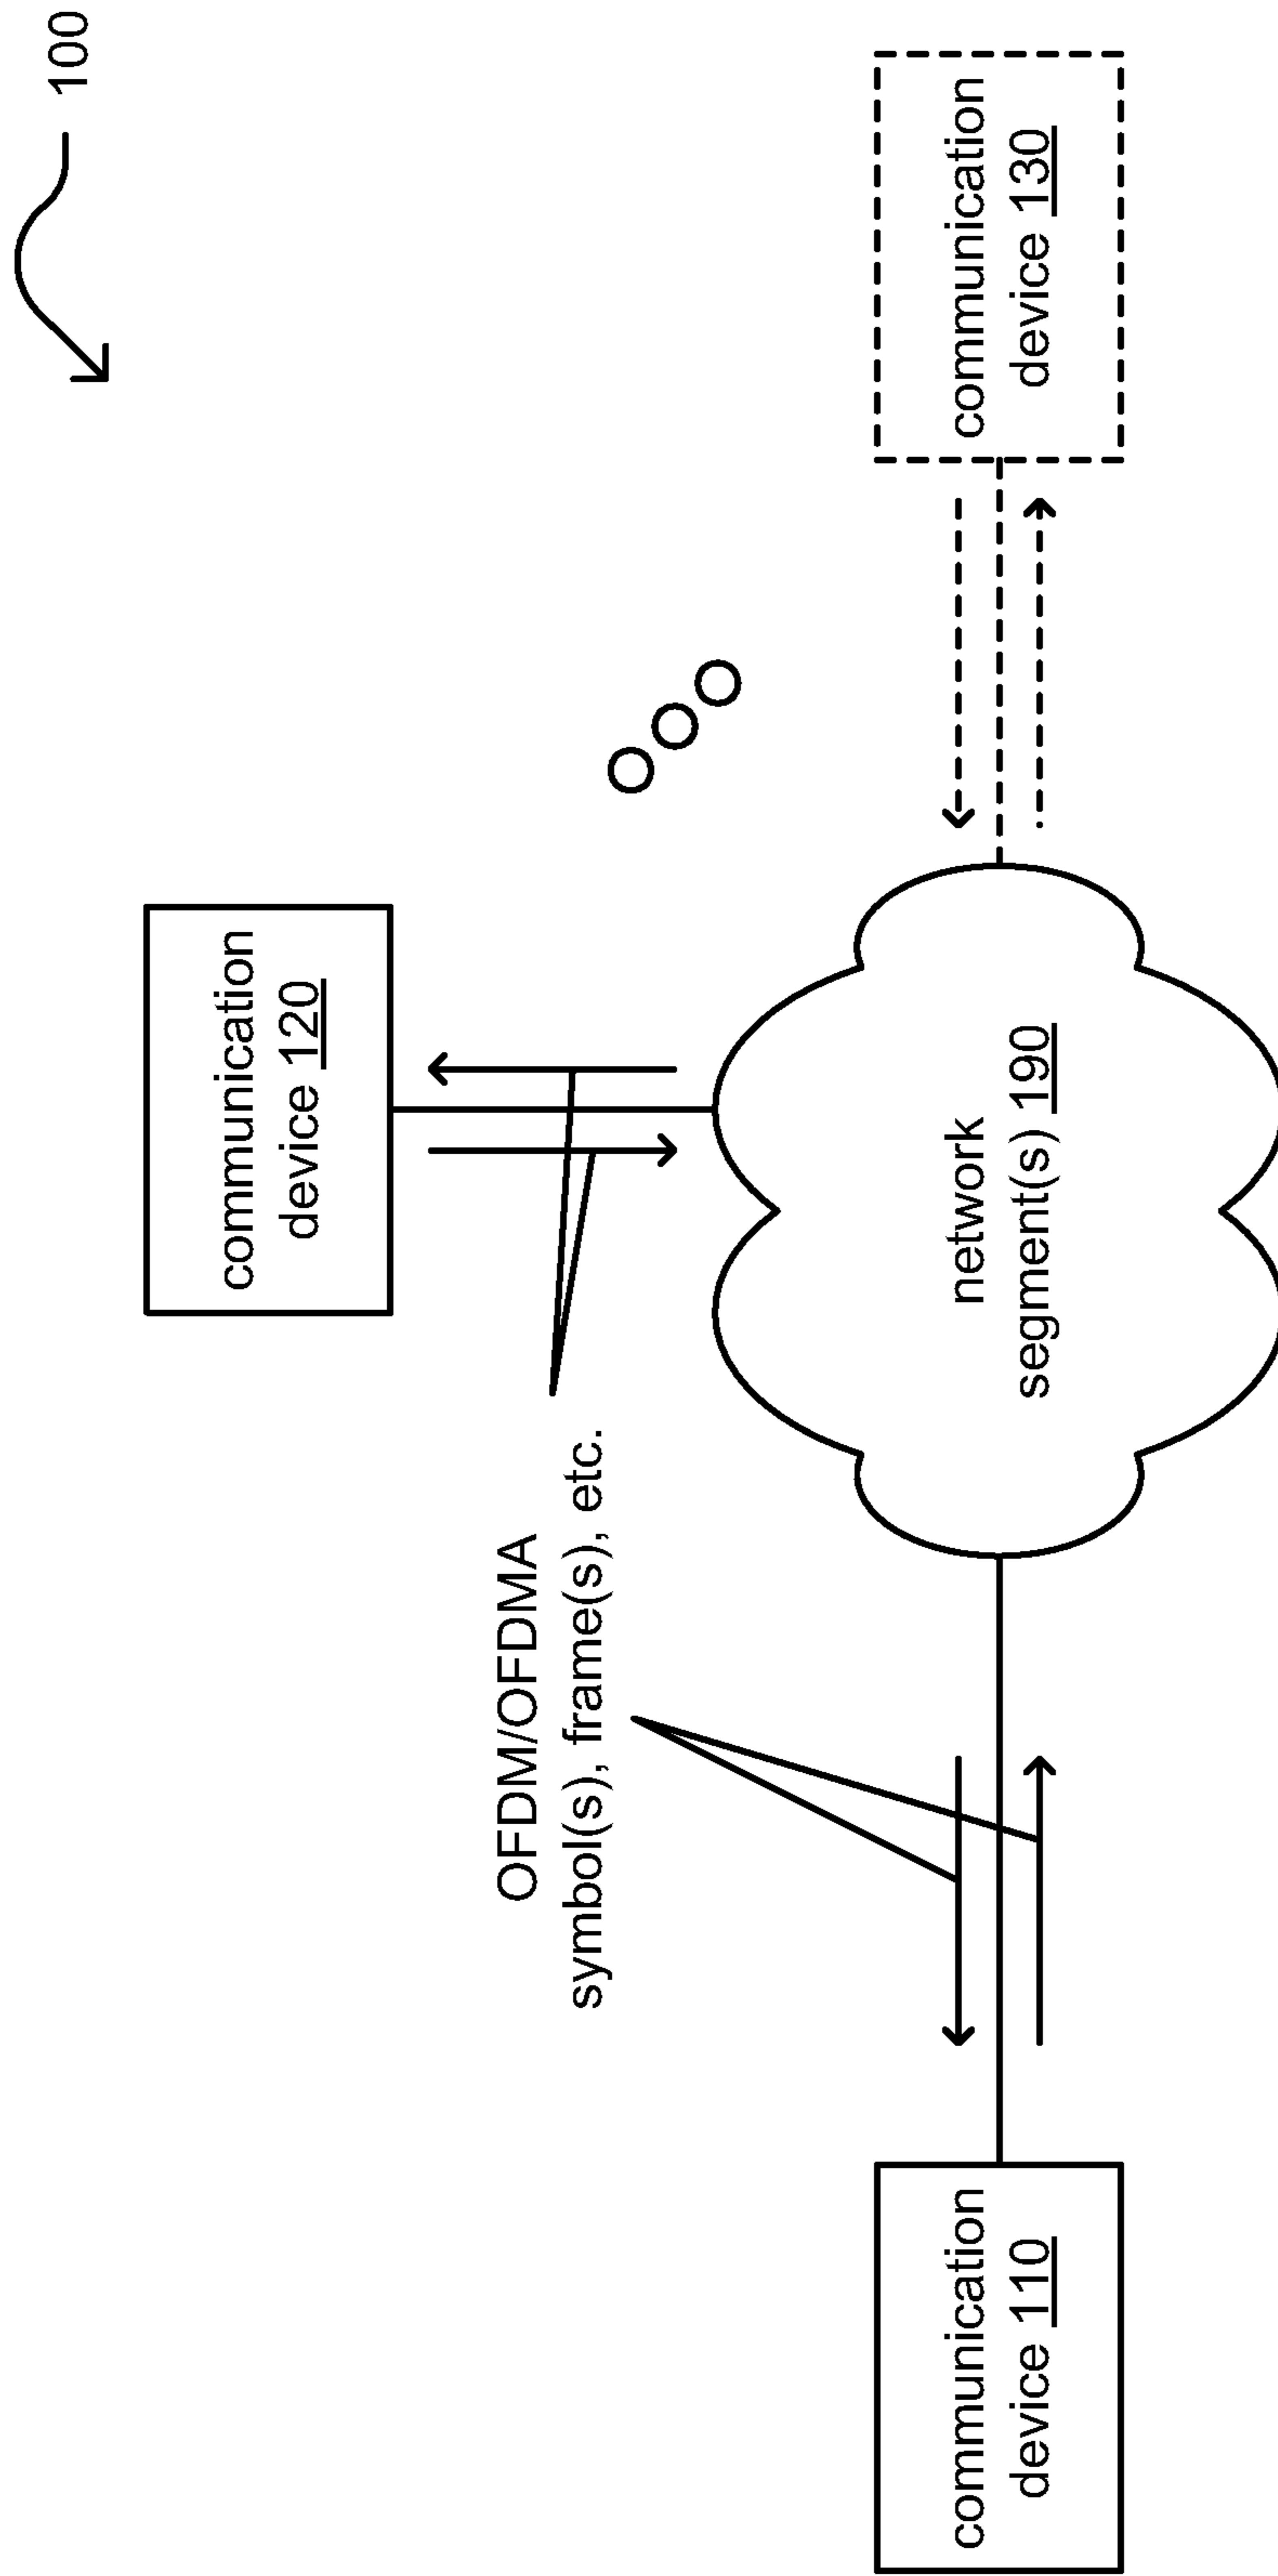 100
communication
device 120
OFDM/OFDMA
symbol(s), frame(s), etc.
communication
device 110
network
segment(s) 190
communication
device 130